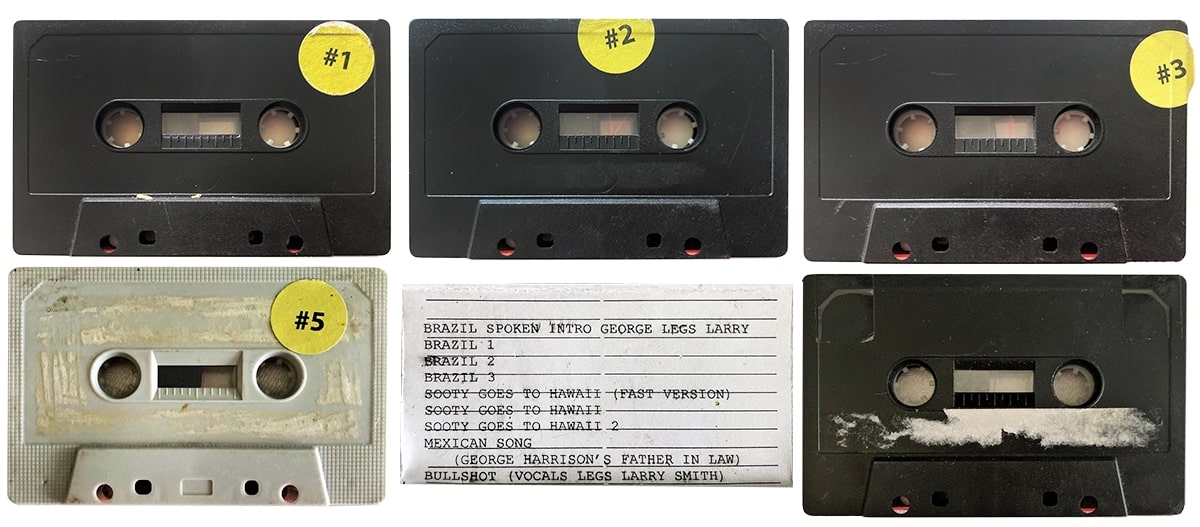 #1
#2
#3
#5
BRAZIL SPOKEN INTRO GEORGE LEGS LARRY
BRAZIL 1
BRAZIL 2
BRAZIL 3
SOOTY GOES TO HAWAII (FAST VERSION)
SOOTY GOES TO HAWAII
SOOTY GOES TO HAWAII 2
MEXICAN SONG
(GEORGE HARRISON'S FATHER IN LAW)
BULLSHOT (VOCALS LEGS LARRY SMITH)